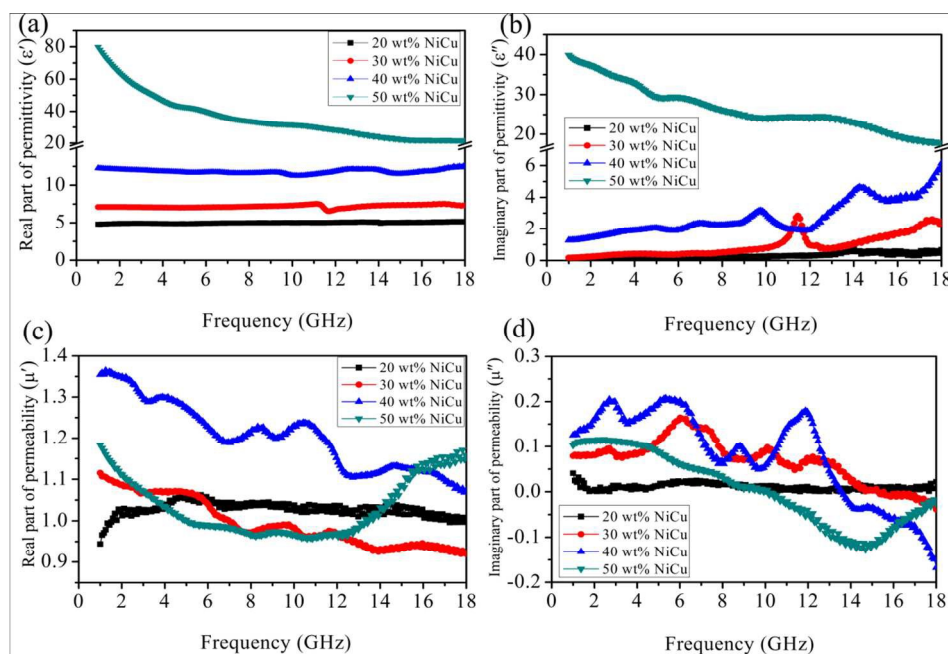 (a)
Real part of permittivity (ε′)
80
60
40
20
10
5
0
0 2 4 6 8 10 12 14 16 18
Frequency (GHz)
20 wt% NiCu
30 wt% NiCu
40 wt% NiCu
50 wt% NiCu
(b)
Imaginary part of permittivity (ε″)
40
30
20
6
4
2
0
0 2 4 6 8 10 12 14 16 18
Frequency (GHz)
20 wt% NiCu
30 wt% NiCu
40 wt% NiCu
50 wt% NiCu
(c)
Real part of permeability (μ′)
1.4
1.3
1.2
1.1
1.0
0.9
0 2 4 6 8 10 12 14 16 18
Frequency (GHz)
20 wt% NiCu
30 wt% NiCu
40 wt% NiCu
50 wt% NiCu
(d)
Imaginary part of permeability (μ″)
0.3
0.2
0.1
0.0
-0.1
-0.2
0 2 4 6 8 10 12 14 16 18
Frequency (GHz)
20 wt% NiCu
30 wt% NiCu
40 wt% NiCu
50 wt% NiCu